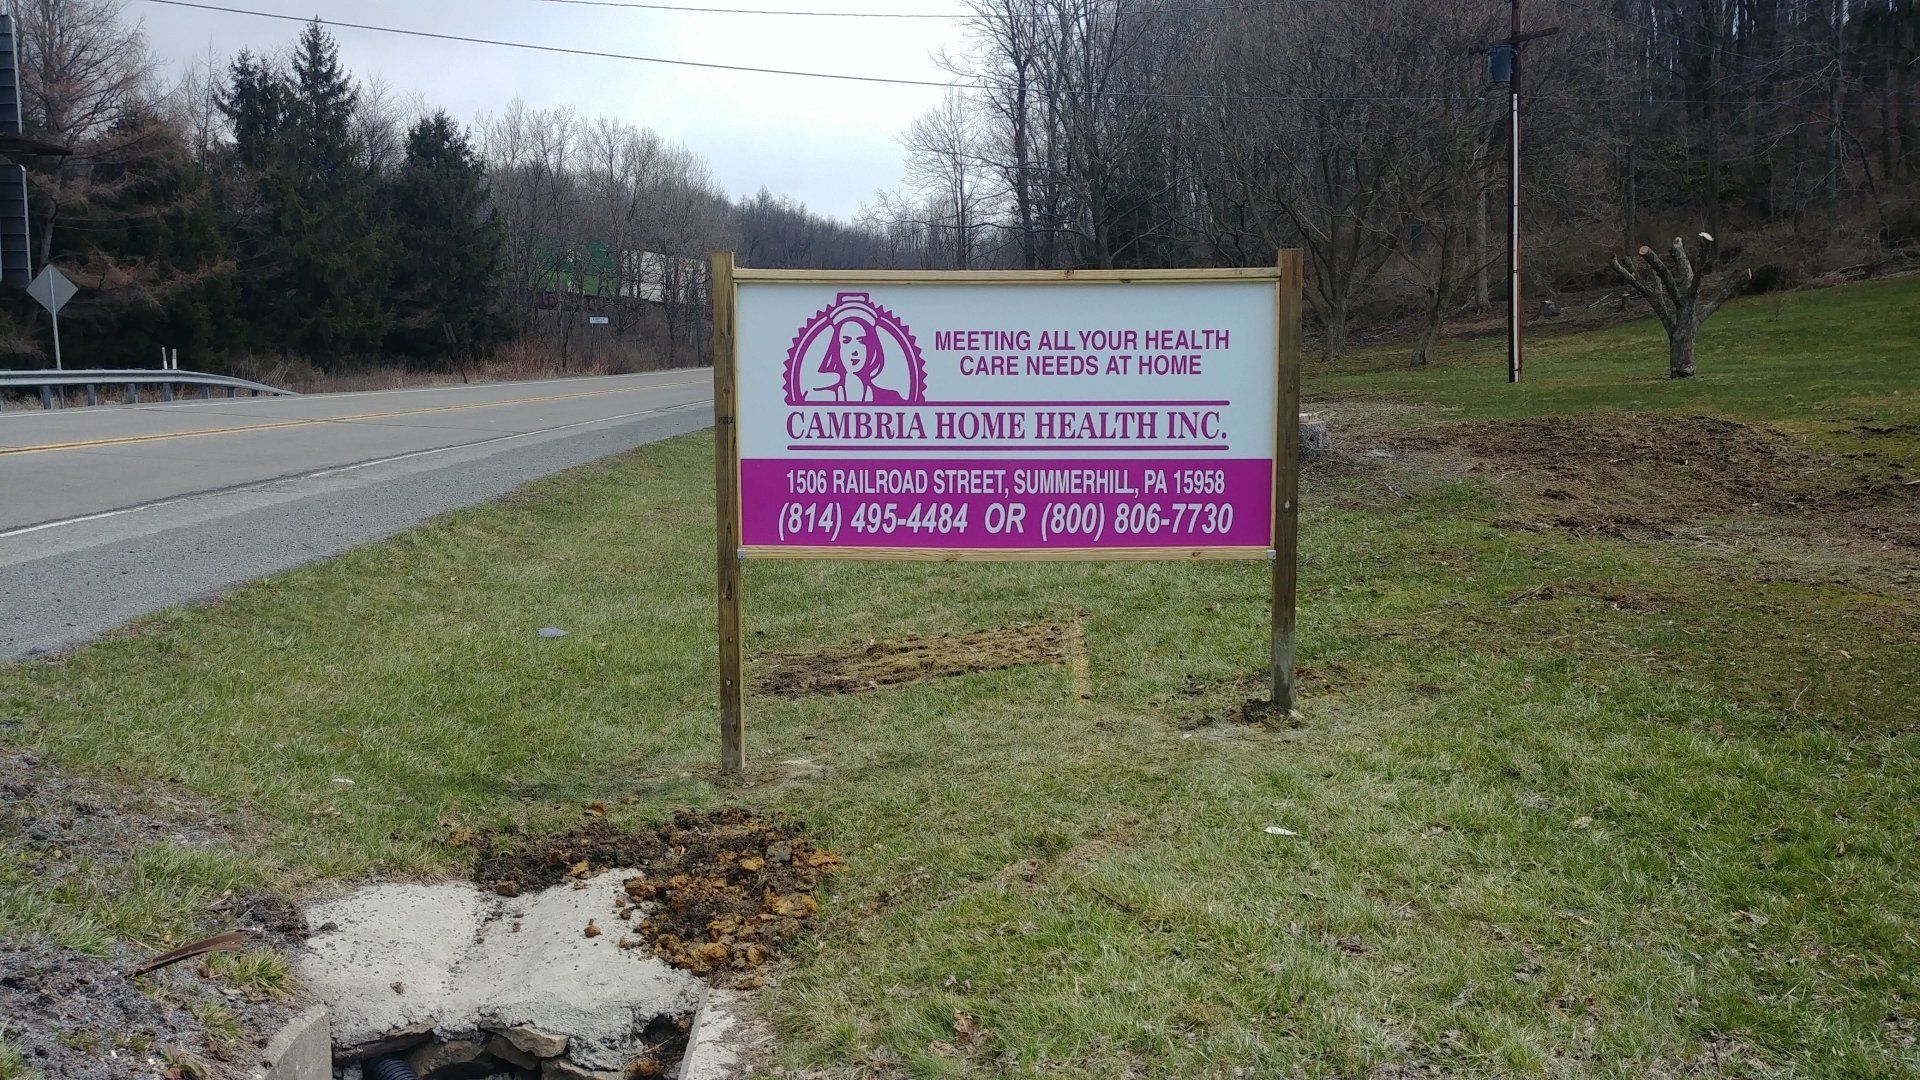 MEETING ALL YOUR HEALTH
CARE NEEDS AT HOME
CAMBRIA HOME HEALTH INC.
1506 RAILROAD STREET, SUMMERHILL, PA 15958
(814) 495-4484 OR (800) 806-7730